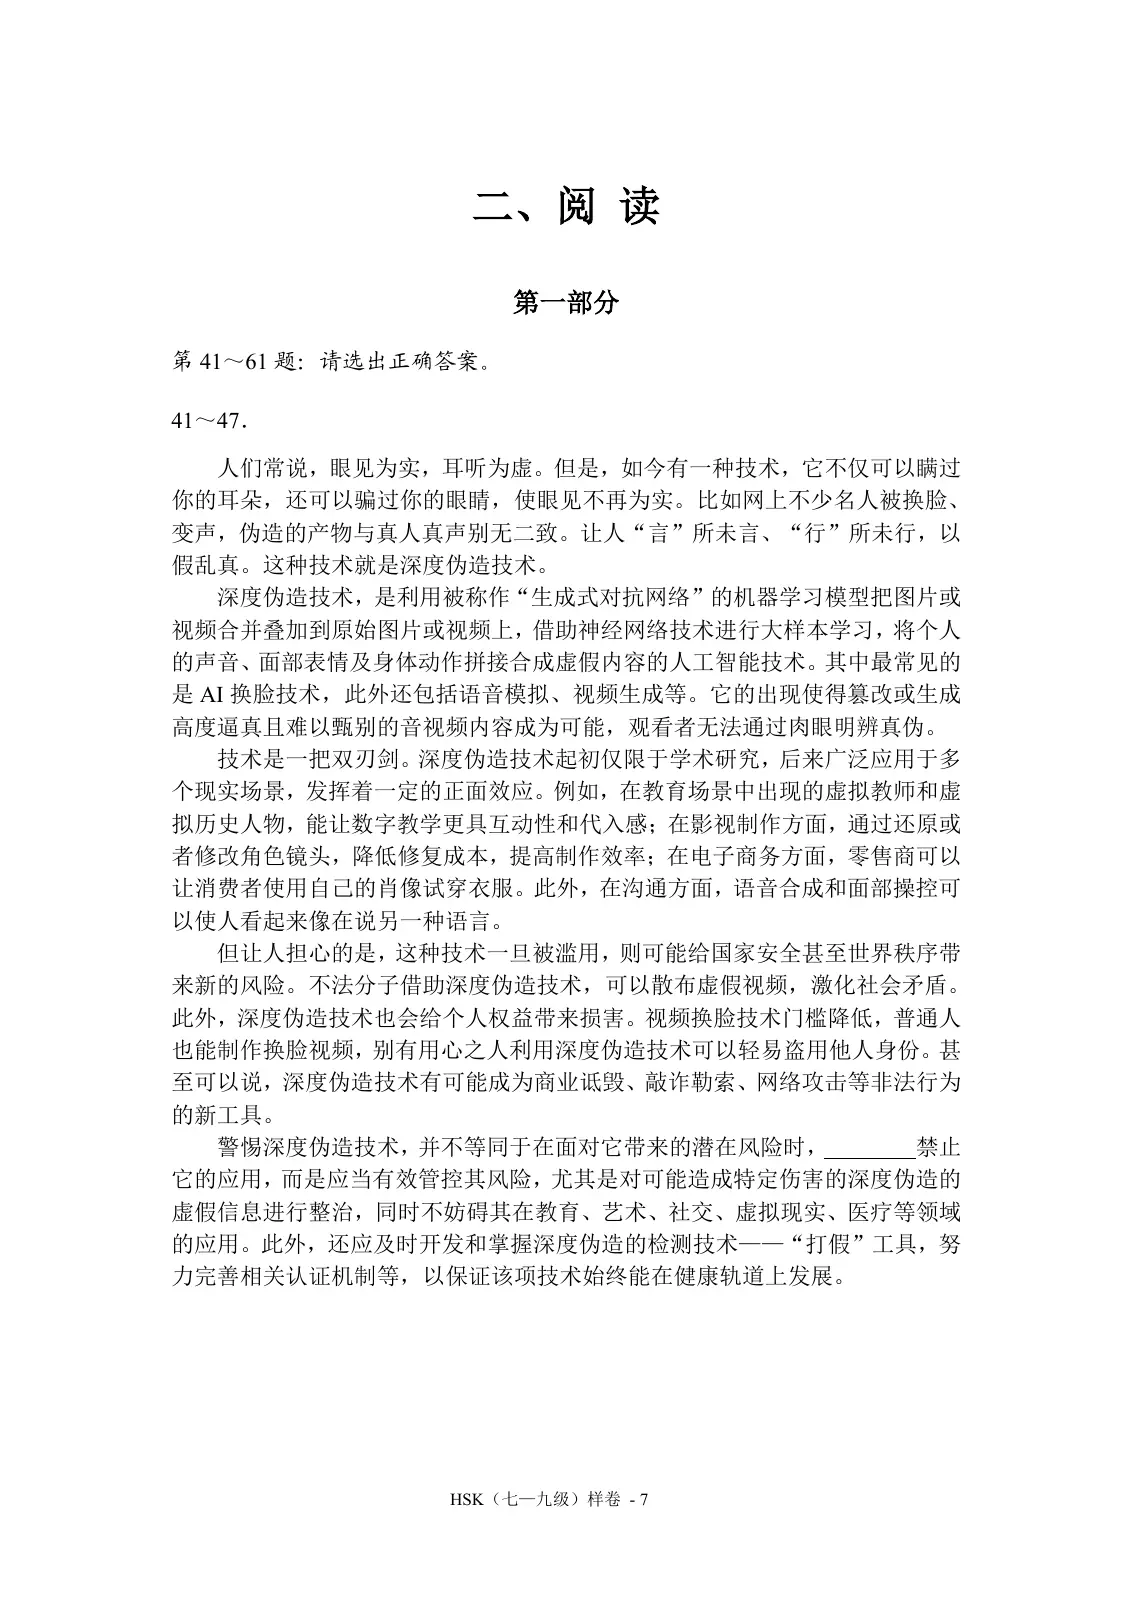 二、阅 读
第一部分
第 41～61 题：请选出正确答案。
41～47.
人们常说，眼见为实，耳听为虚。但是，如今有一种技术，它不仅可以瞒过
你的耳朵，还可以骗过你的眼睛，使眼见不再为实。比如网上不少名人被换脸、
变声，伪造的产物与真人真声别无二致。让人“言”所未言、“行”所未行，以
假乱真。这种技术就是深度伪造技术。
深度伪造技术，是利用被称作“生成式对抗网络”的机器学习模型把图片或
视频合并叠加到原始图片或视频上，借助神经网络技术进行大样本学习，将个人
的声音、面部表情及身体动作拼接合成虚假内容的人工智能技术。其中最常见的
是 AI 换脸技术，此外还包括语音模拟、视频生成等。它的出现使得篡改或生成
高度逼真且难以甄别的音视频内容成为可能，观看者无法通过肉眼明辨真伪。
技术是一把双刃剑。深度伪造技术起初仅限于学术研究，后来广泛应用于多
个现实场景，发挥着一定的正面效应。例如，在教育场景中出现的虚拟教师和虚
拟历史人物，能让数字教学更具互动性和代入感；在影视制作方面，通过还原或
者修改角色镜头，降低修复成本，提高制作效率；在电子商务方面，零售商可以
让消费者使用自己的肖像试穿衣服。此外，在沟通方面，语音合成和面部操控可
以使人看起来像在说另一种语言。
但让人担心的是，这种技术一旦被滥用，则可能给国家安全甚至世界秩序带
来新的风险。不法分子借助深度伪造技术，可以散布虚假视频，激化社会矛盾。
此外，深度伪造技术也会给个人权益带来损害。视频换脸技术门槛降低，普通人
也能制作换脸视频，别有用心之人利用深度伪造技术可以轻易盗用他人身份。甚
至可以说，深度伪造技术有可能成为商业诋毁、敲诈勒索、网络攻击等非法行为
的新工具。
警惕深度伪造技术，并不等同于在面对它带来的潜在风险时，________禁止
它的应用，而是应当有效管控其风险，尤其是对可能造成特定伤害的深度伪造的
虚假信息进行整治，同时不妨碍其在教育、艺术、社交、虚拟现实、医疗等领域
的应用。此外，还应及时开发和掌握深度伪造的检测技术——“打假”工具，努
力完善相关认证机制等，以保证该项技术始终能在健康轨道上发展。
HSK（七—九级）样卷 - 7